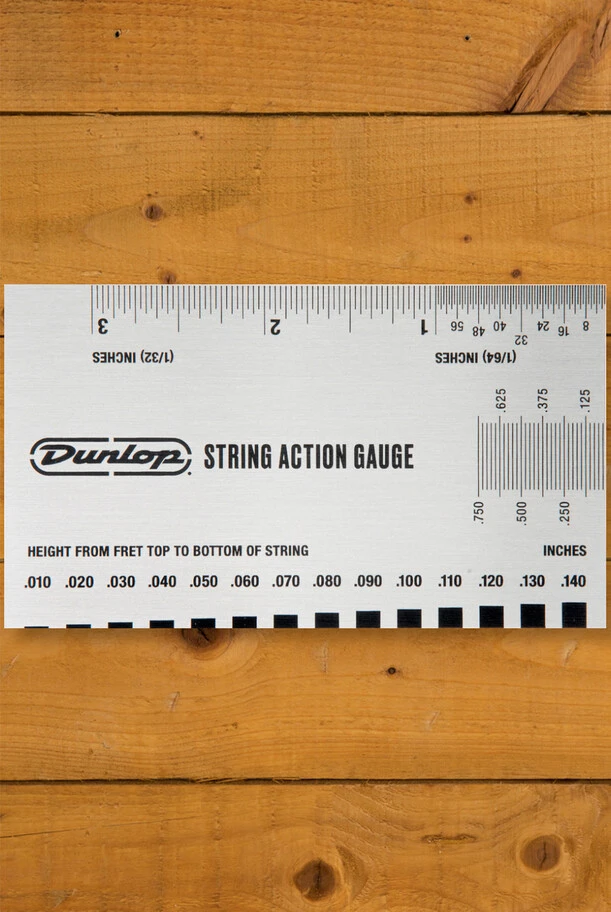 3 2 1 56 48 40 32 24 16 8
(1/32) INCHES (1/64) INCHES
.625 .375 .125
Dunlop. STRING ACTION GAUGE
.750 .500 .250
HEIGHT FROM FRET TOP TO BOTTOM OF STRING INCHES
.010 .020 .030 .040 .050 .060 .070 .080 .090 .100 .110 .120 .130 .140